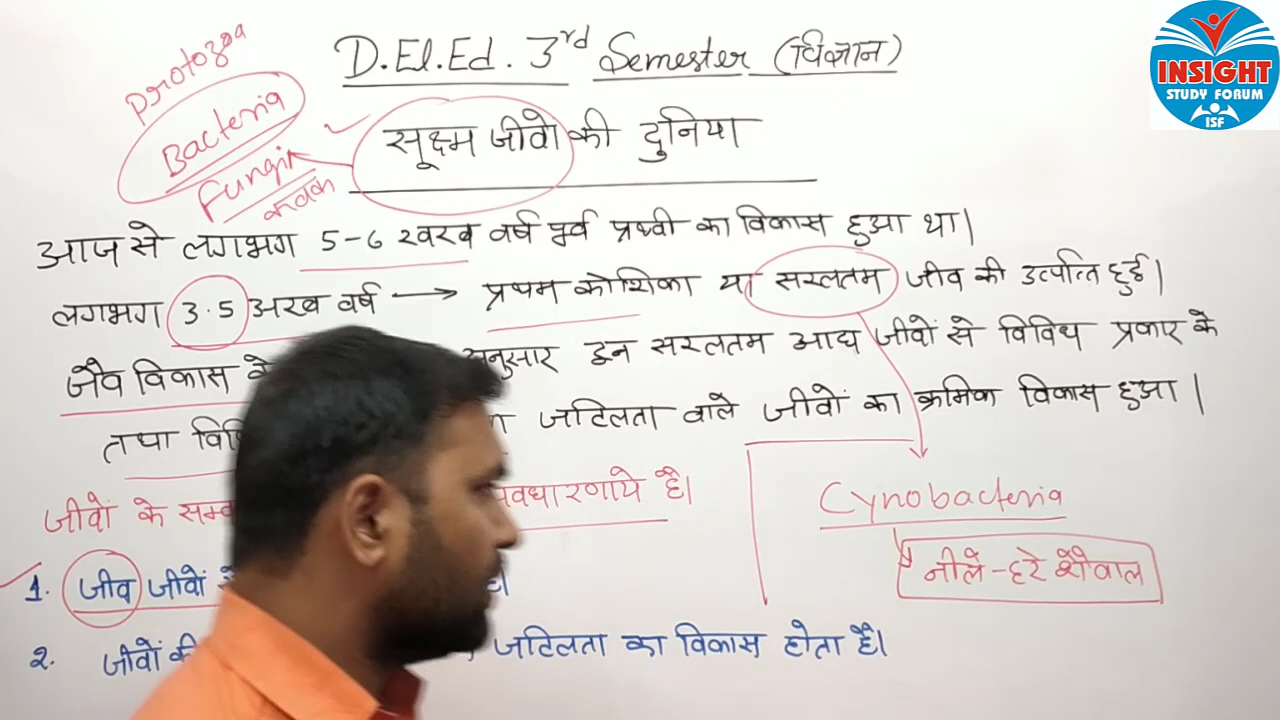 D.El.Ed. 3rd Semester (विज्ञान)
INSIGHT
STUDY FORUM
ISF
protozoa
Bacteria
Fungi
कवक
सूक्ष्म जीवों की दुनिया
आज से लगभग 5-6 खरब वर्ष पूर्व प्रथ्वी का विकास हुआ था।
लगभग 3.5 अरब वर्ष → प्रथम कोशिका या सरलतम जीव की उत्पत्ति हुई।
जैव विकास के अनुसार इन सरलतम आद्य जीवों से विविध प्रकार के
तथा जटिलता वाले जीवों का क्रमिक विकास हुआ।
जीवों के अवधारणाये है।
Cynobacteria
नीले-हरे शैवाल
1. जीव जीवों
2. जीवों की जटिलता का विकास होता है।